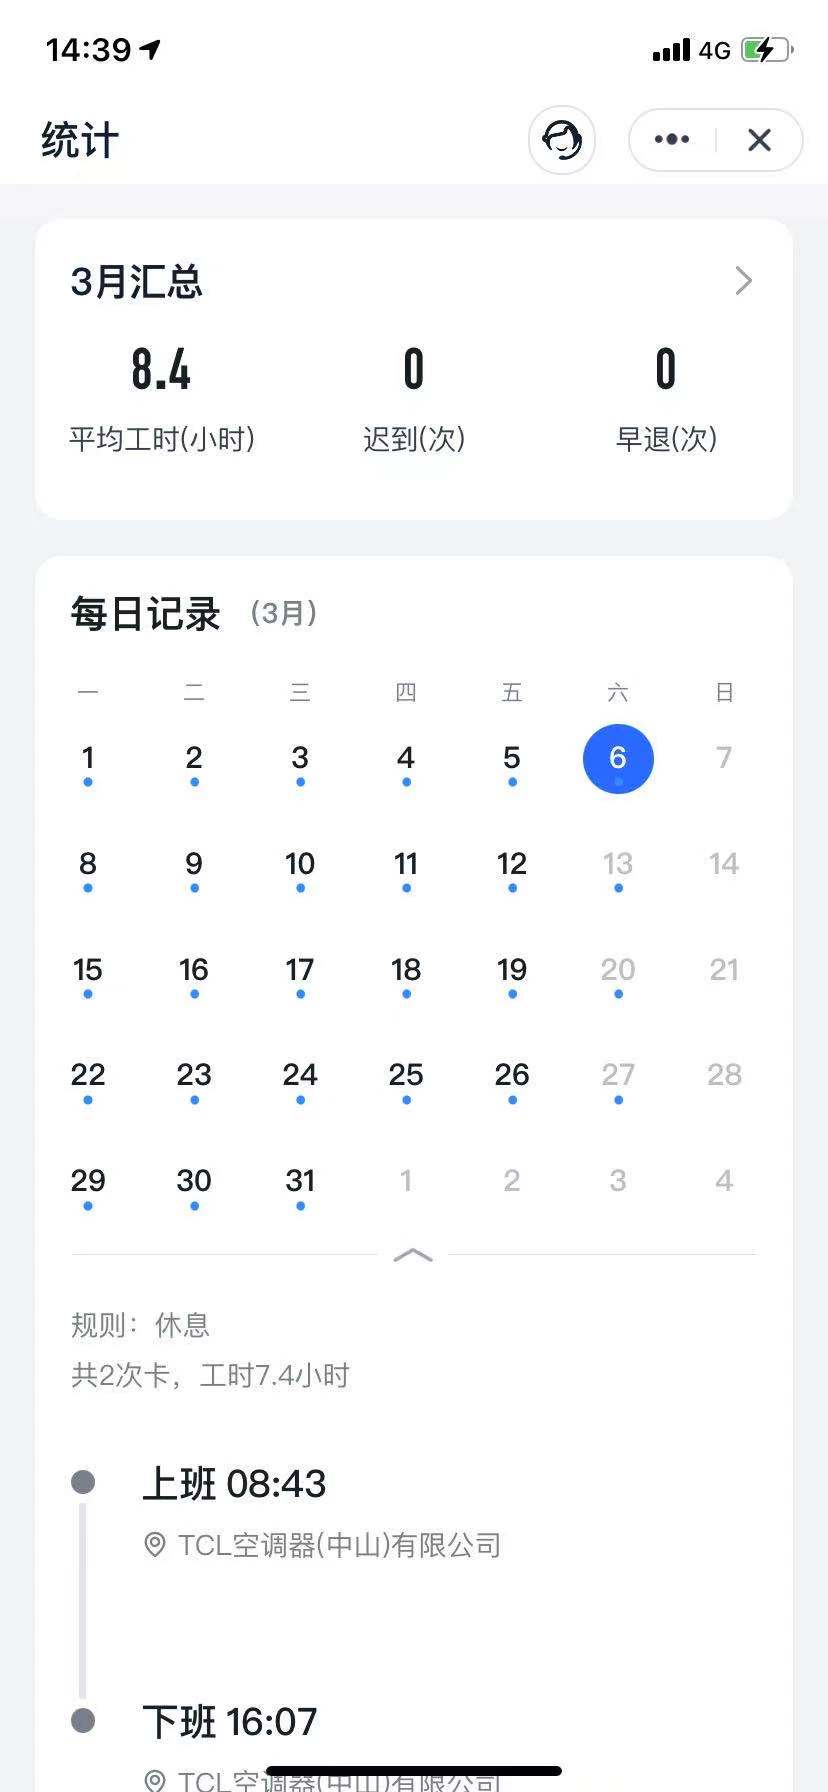 14:39 4G
统计
3月汇总
8.4 0 0
平均工时(小时) 迟到(次) 早退(次)
每日记录 (3月)
一 二 三 四 五 六 日
1 2 3 4 5 6 7
8 9 10 11 12 13 14
15 16 17 18 19 20 21
22 23 24 25 26 27 28
29 30 31 1 2 3 4
规则：休息
共2次卡，工时7.4小时
上班 08:43
TCL空调器(中山)有限公司
下班 16:07
TCL空调器(中山)有限公司